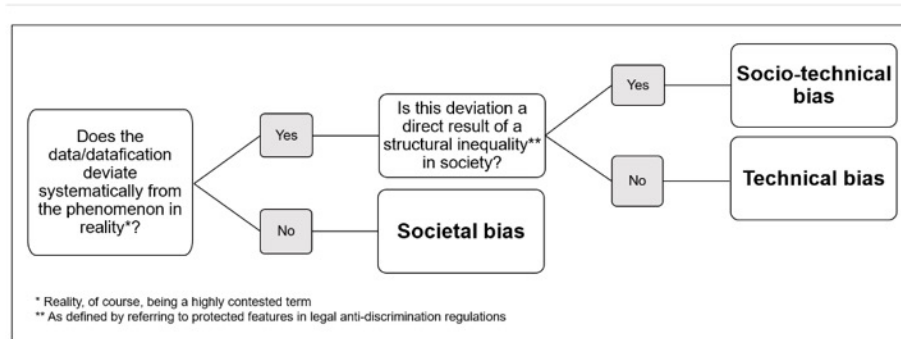 Does the
data/datafication
deviate
systematically from
the phenomenon in
reality*?
Yes
No
Is this deviation a
direct result of a
structural inequality**
in society?
Societal bias
Yes
No
Socio-technical
bias
Technical bias
* Reality, of course, being a highly contested term
** As defined by referring to protected features in legal anti-discrimination regulations